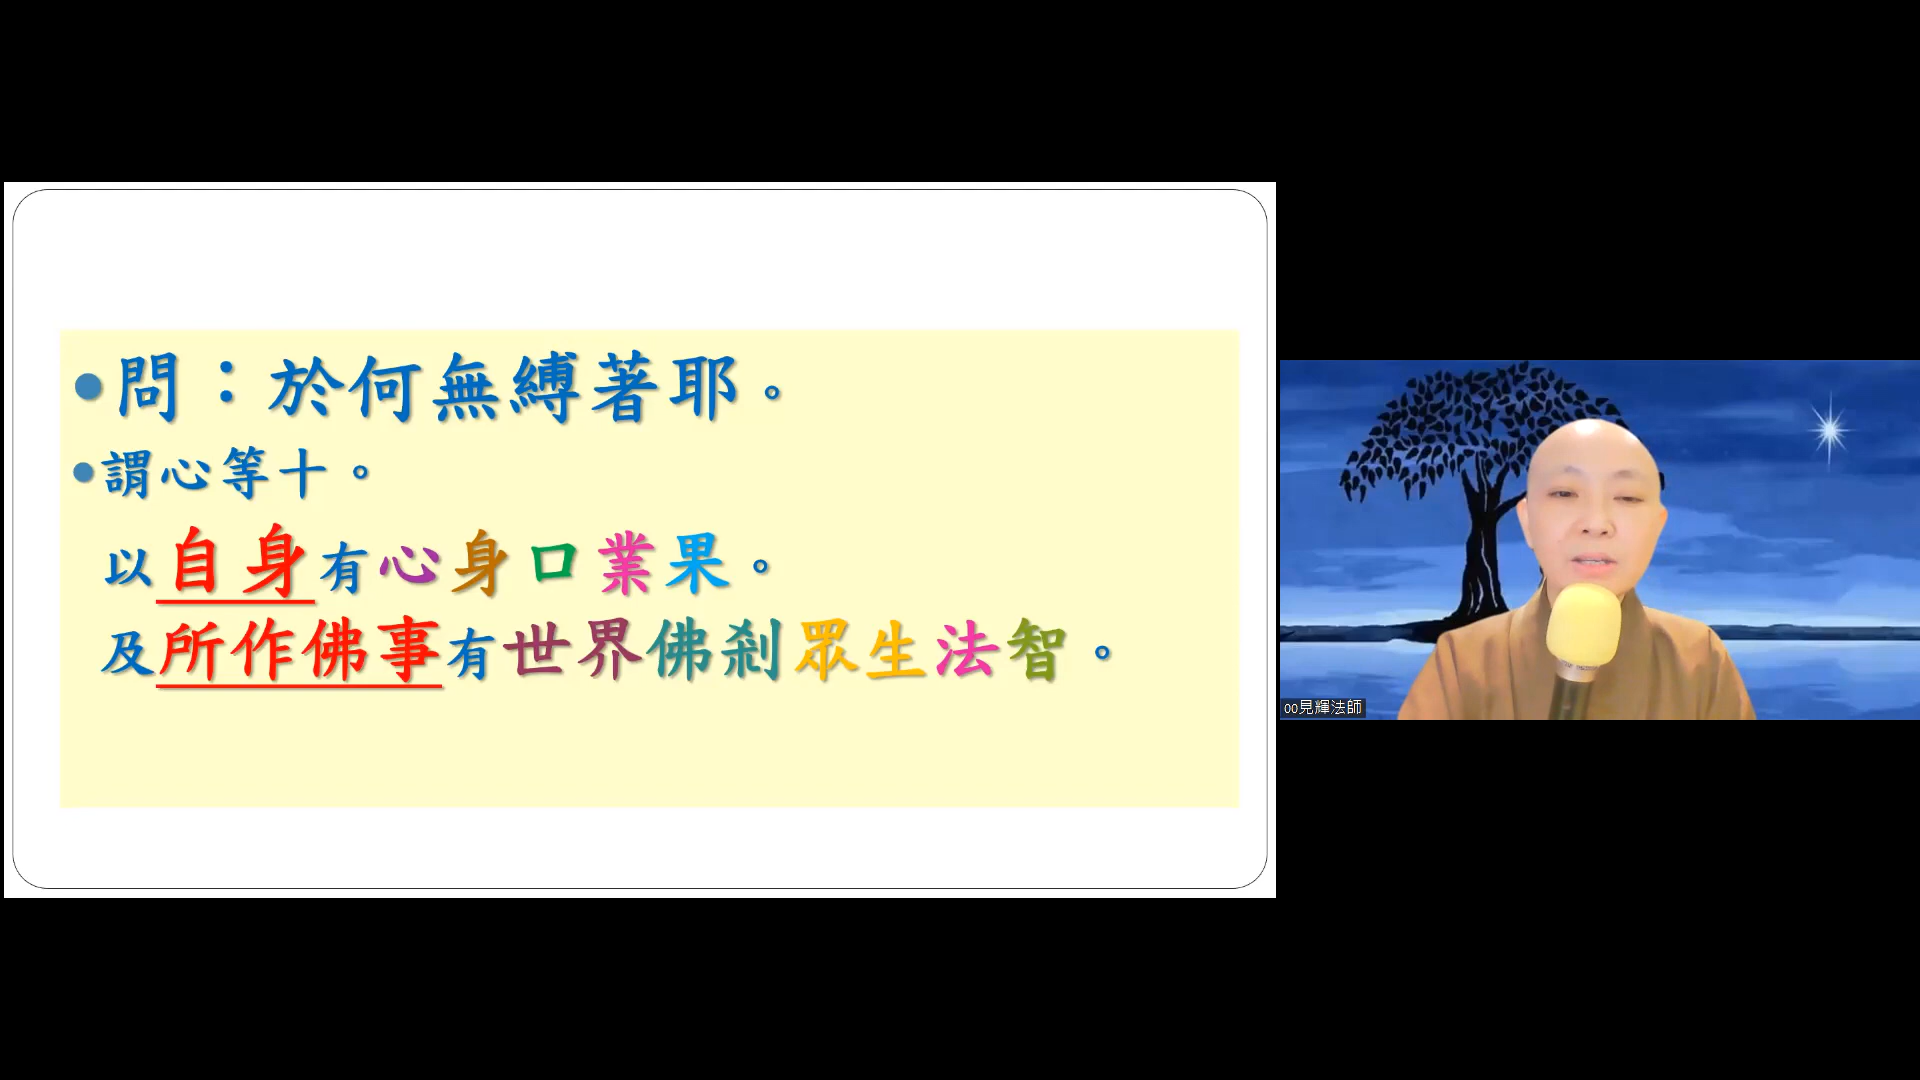 •問：於何無縛著耶。
•謂心等十。
以自身有心身口業果。
及所作佛事有世界佛剎眾生法智。
00見輝法師